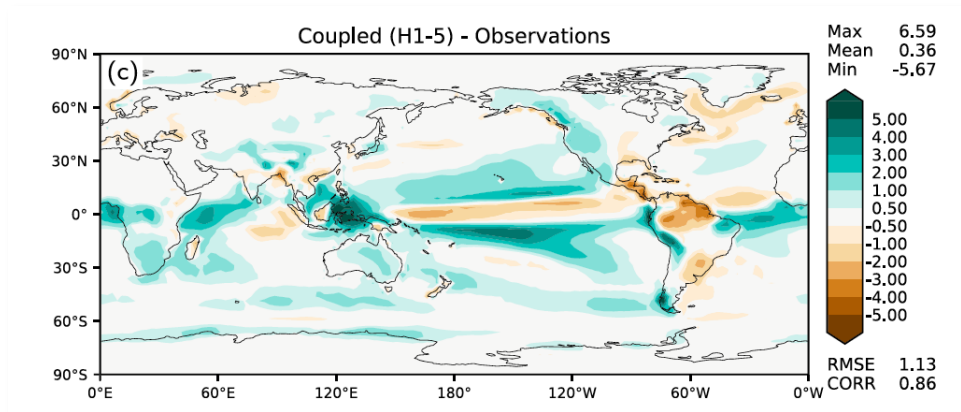 Coupled (H1-5) - Observations
Max 6.59
Mean 0.36
Min -5.67
(c)
90°N
60°N
30°N
0°
30°S
60°S
90°S
0°E
60°E
120°E
180°
120°W
60°W
0°W
5.00
4.00
3.00
2.00
1.00
0.50
-0.50
-1.00
-2.00
-3.00
-4.00
-5.00
RMSE 1.13
CORR 0.86